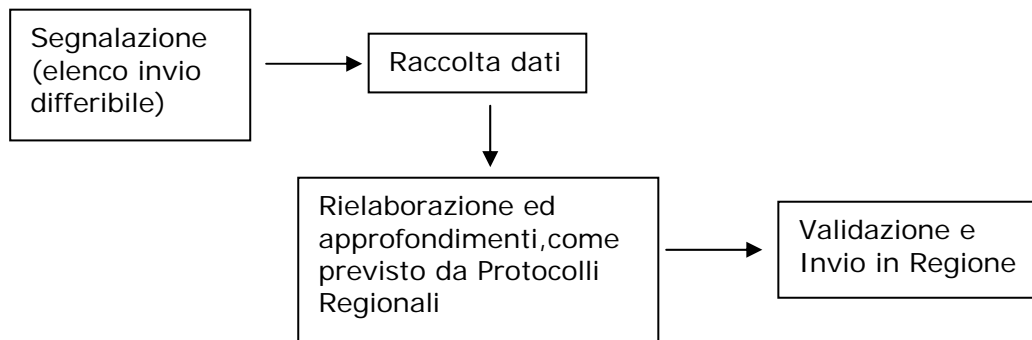 Segnalazione
(elenco invio
differibile)
Raccolta dati
Rielaborazione ed
approfondimenti,come
previsto da Protocolli
Regionali
Validazione e
Invio in Regione